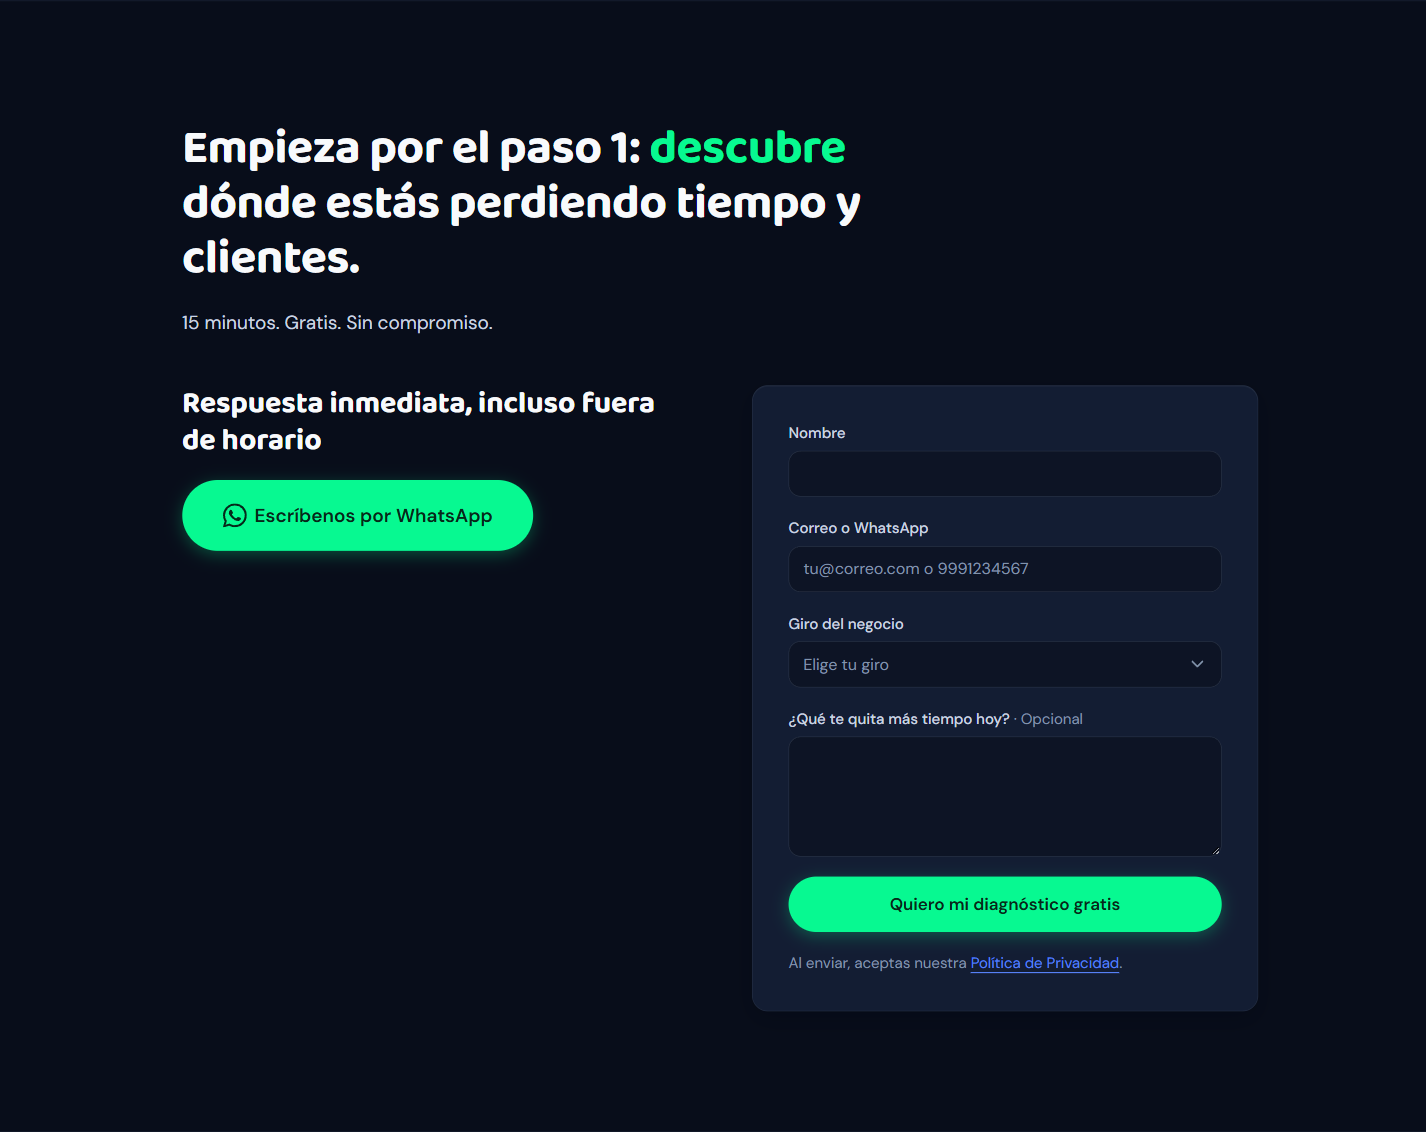 Empieza por el paso 1: descubre
dónde estás perdiendo tiempo y
clientes.
15 minutos. Gratis. Sin compromiso.
Respuesta inmediata, incluso fuera
de horario
Escríbenos por WhatsApp
Nombre
Correo o WhatsApp
tu@correo.com o 9991234567
Giro del negocio
Elige tu giro
¿Qué te quita más tiempo hoy? · Opcional
Quiero mi diagnóstico gratis
Al enviar, aceptas nuestra Política de Privacidad.